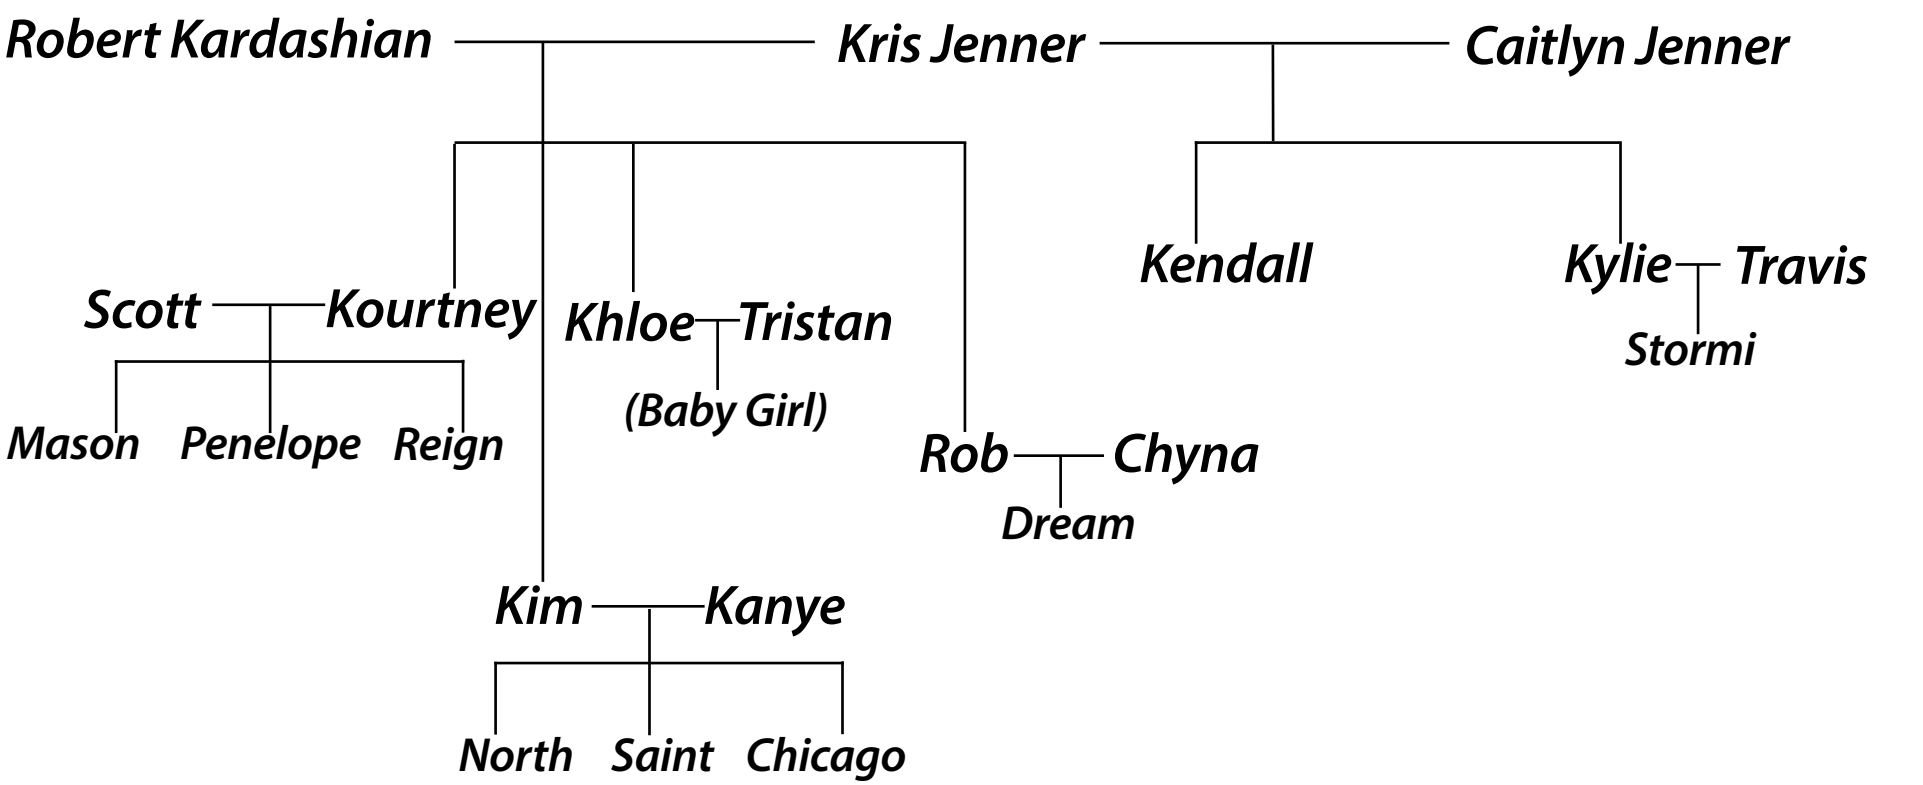 Robert Kardashian
Kris Jenner
Caitlyn Jenner
Kendall
Kylie
Travis
Scott
Kourtney
Khloe
Tristan
Stormi
(Baby Girl)
Mason
Penelope
Reign
Rob
Chyna
Dream
Kim
Kanye
North
Saint
Chicago